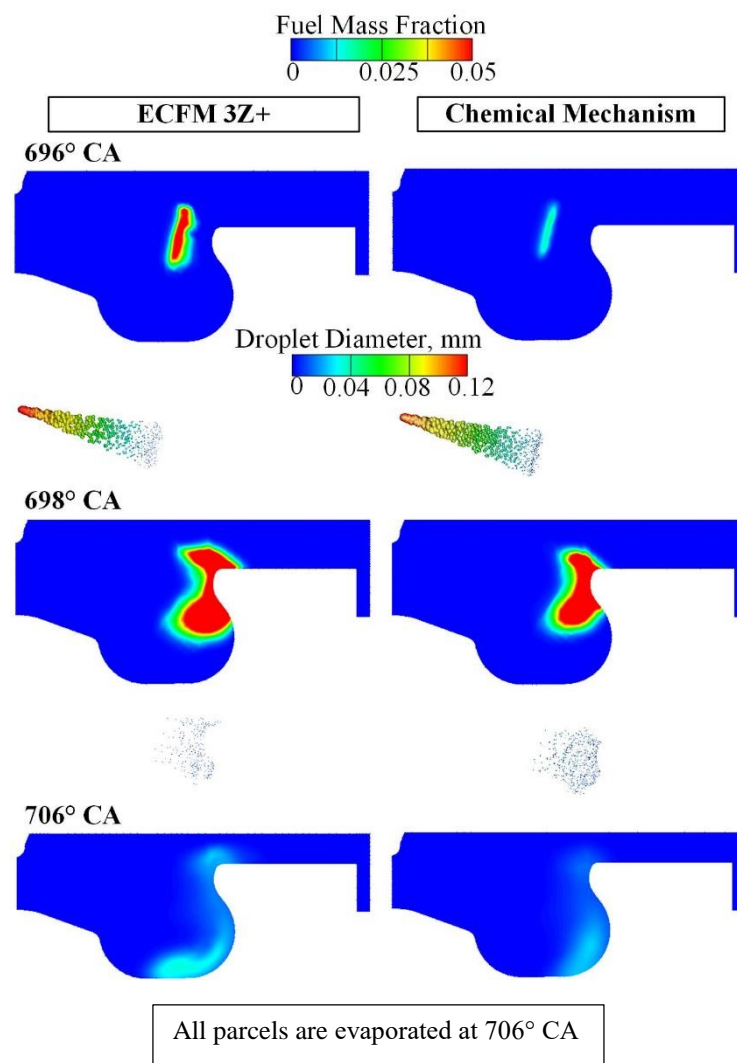 Fuel Mass Fraction
0 0.025 0.05
ECFM 3Z+ Chemical Mechanism
696° CA
Droplet Diameter, mm
0 0.04 0.08 0.12
698° CA
706° CA
All parcels are evaporated at 706° CA